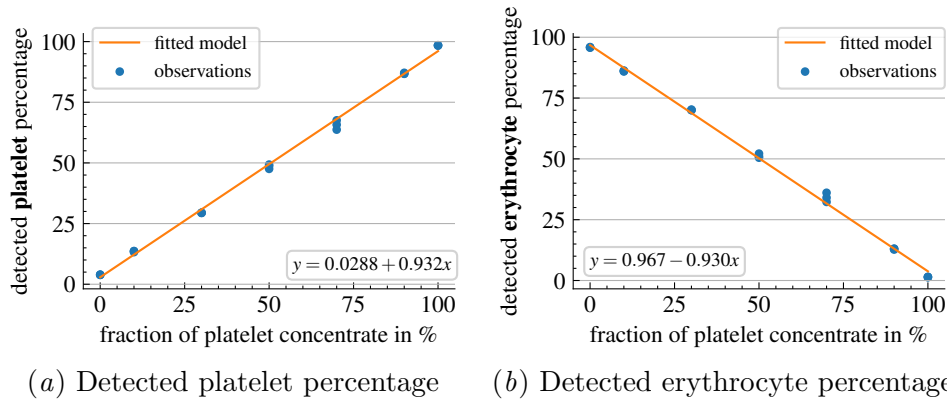 detected platelet percentage
100
75
50
25
0
fitted model
observations
y = 0.0288 + 0.932x
0 25 50 75 100
fraction of platelet concentrate in %
(a) Detected platelet percentage
detected erythrocyte percentage
100
75
50
25
0
fitted model
observations
y = 0.967 − 0.930x
0 25 50 75 100
fraction of platelet concentrate in %
(b) Detected erythrocyte percentage